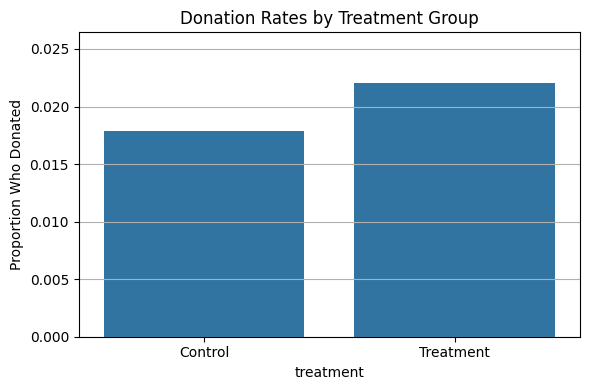 Donation Rates by Treatment Group
0.025
0.020
0.015
0.010
0.005
0.000
Proportion Who Donated
Control
Treatment
treatment